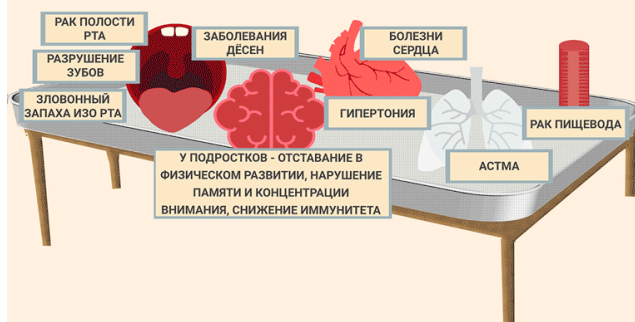 РАК ПОЛОСТИ
РТА
РАЗРУШЕНИЕ
ЗУБОВ
ЗЛОВОННЫЙ
ЗАПАХА ИЗО РТА
ЗАБОЛЕВАНИЯ
ДЁСЕН
БОЛЕЗНИ
СЕРДЦА
ГИПЕРТОНИЯ
РАК ПИЩЕВОДА
АСТМА
У ПОДРОСТКОВ - ОТСТАВАНИЕ В
ФИЗИЧЕСКОМ РАЗВИТИИ, НАРУШЕНИЕ
ПАМЯТИ И КОНЦЕНТРАЦИИ
ВНИМАНИЯ, СНИЖЕНИЕ ИММУНИТЕТА